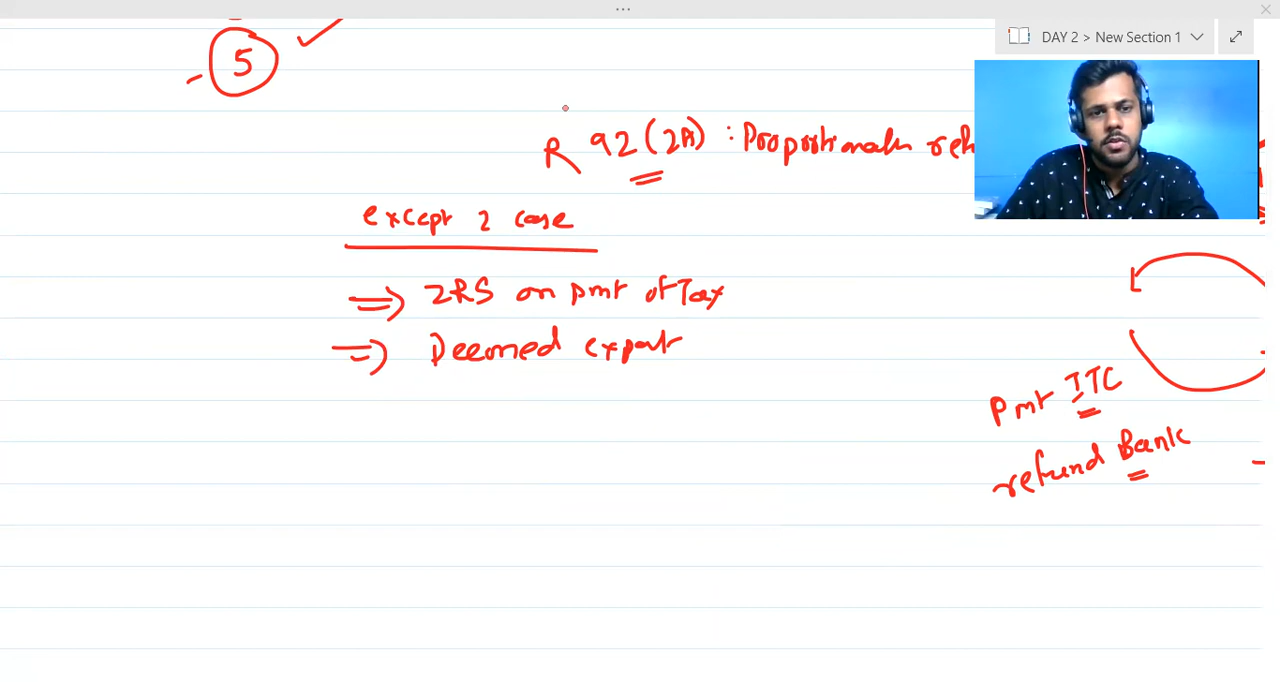 DAY 2 > New Section 1
5
R 92 (2A) : Proportionate
except 2 case
⇒ ZRS on pmt of Tax
⇒ Deemed export
Pmt ITC
refund Bank